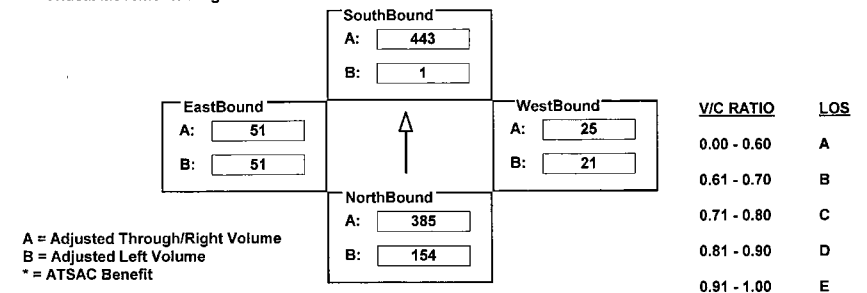 SouthBound
A: 443
B: 1
EastBound
A: 51
B: 51
WestBound
A: 25
B: 21
NorthBound
A: 385
B: 154
A = Adjusted Through/Right Volume
B = Adjusted Left Volume
* = ATSAC Benefit
V/C RATIO LOS
0.00 - 0.60 A
0.61 - 0.70 B
0.71 - 0.80 C
0.81 - 0.90 D
0.91 - 1.00 E